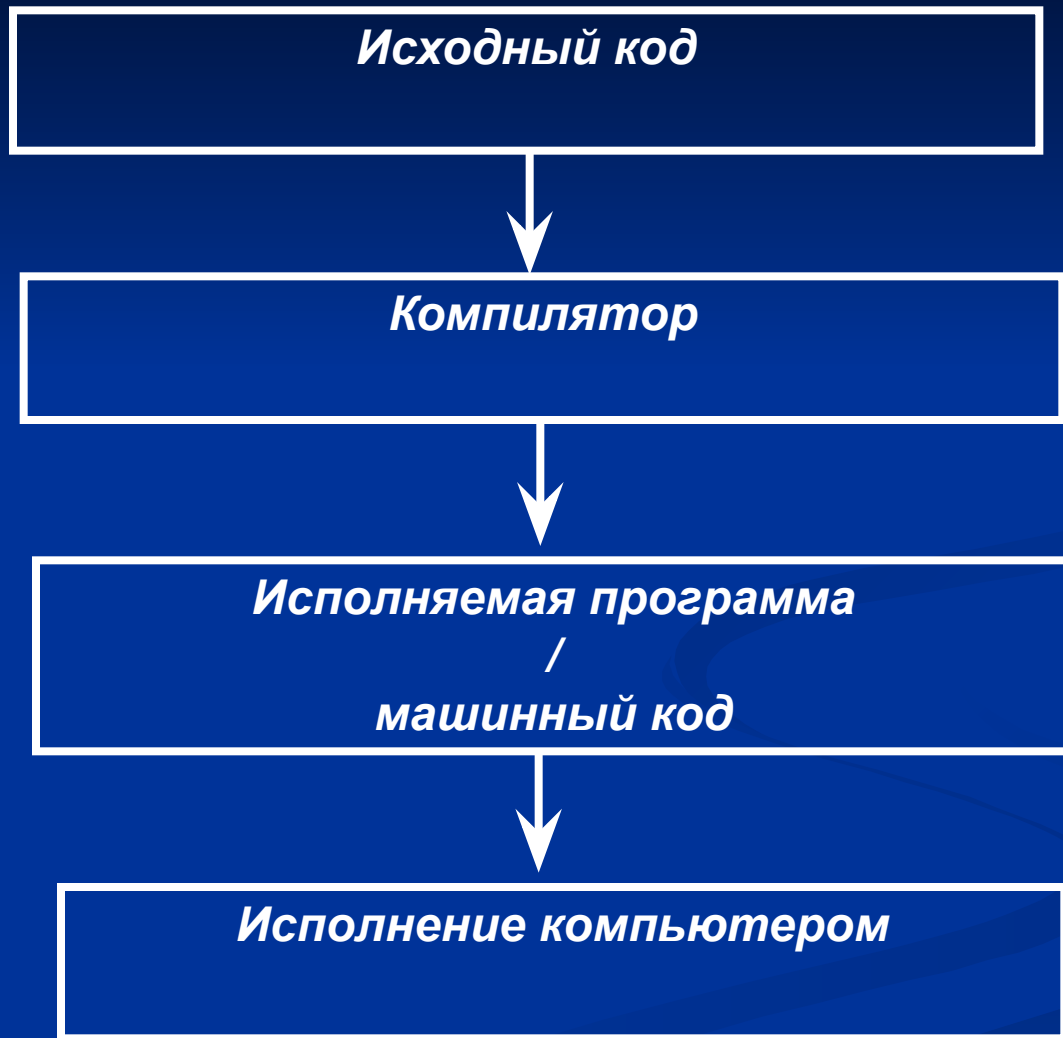 Исходный код
Компилятор
Исполняемая программа
/
машинный код
Исполнение компьютером